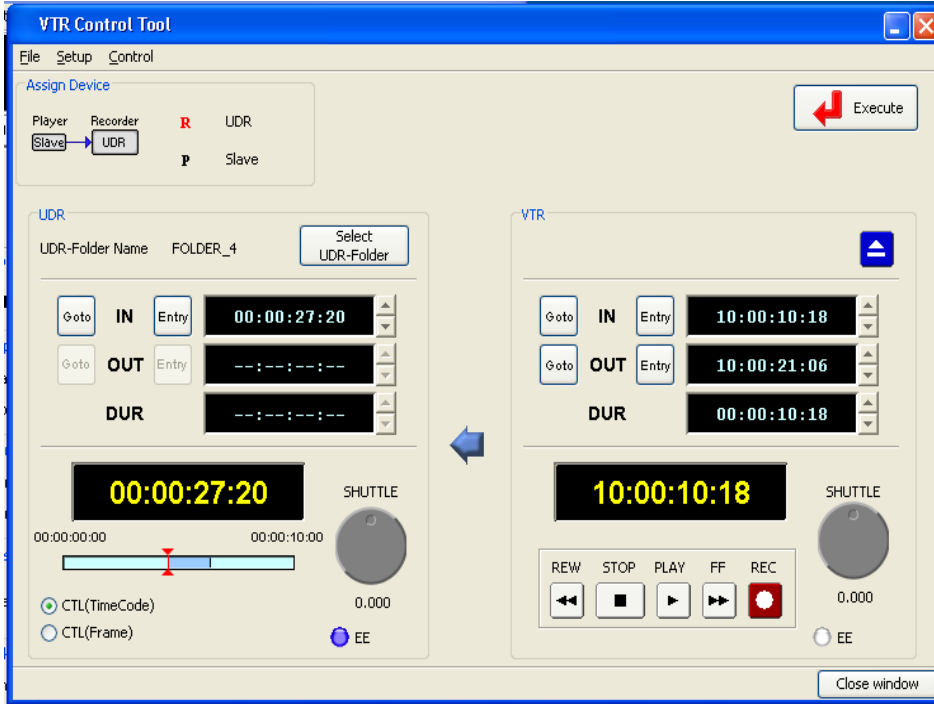 VTR Control Tool
File Setup Control
Assign Device
Player Recorder R UDR
Slave UDR
P Slave
Execute
UDR
UDR-Folder Name FOLDER_4 Select UDR-Folder
Goto IN Entry 00:00:27:20
Goto OUT Entry --:--:--:--
DUR --:--:--:--
00:00:27:20 SHUTTLE
00:00:00:00 00:00:10:00
CTL(TimeCode) 0.000
CTL(Frame) EE
VTR
Goto IN Entry 10:00:10:18
Goto OUT Entry 10:00:21:06
DUR 00:00:10:18
10:00:10:18 SHUTTLE
REW STOP PLAY FF REC
0.000
EE
Close window